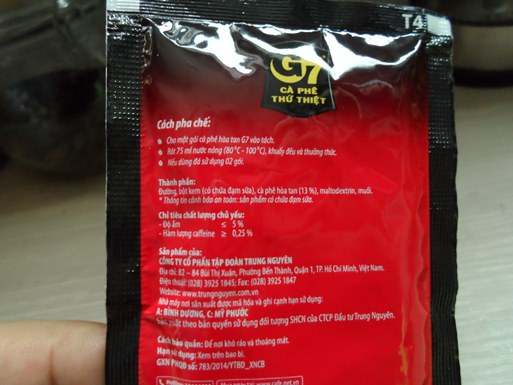 T4
G7
CÀ PHÊ
THỨ THIỆT
Cách pha chế:
Cho một gói cà phê hòa tan G7 vào tách.
Rót 75 ml nước nóng (80°C - 100°C), khuấy đều và thưởng thức.
Nếu dùng đá sử dụng 02 gói.
Thành phần:
Đường, bột kem (có chứa đạm sữa), cà phê hòa tan (13 %), maltodextrin, muối.
* Thông tin cảnh báo an toàn: sản phẩm có chứa đạm sữa.
Chỉ tiêu chất lượng chủ yếu:
- Độ ẩm ≤ 5 %
- Hàm lượng caffeine ≥ 0,25 %
Sản phẩm của:
CÔNG TY CỔ PHẦN TẬP ĐOÀN TRUNG NGUYÊN
Địa chỉ: 82 - 84 Bùi Thị Xuân, Phường Bến Thành, Quận 1, TP. Hồ Chí Minh, Việt Nam.
Điện thoại: (028) 3925 1845; Fax: (028) 3925 1847
Website: www.trungnguyen.com.vn
Nhà máy nơi sản xuất được mã hóa và ghi cạnh hạn sử dụng:
A: BÌNH DƯƠNG, C: MỸ PHƯỚC
Sản xuất theo bản quyền sử dụng đối tượng SHCN của CTCP Đầu tư Trung Nguyên.
Cách bảo quản: Để nơi khô ráo và thoáng mát.
Hạn sử dụng: Xem trên bao bì.
GXN PHQĐ số: 783/2014/YTBD_XNCB